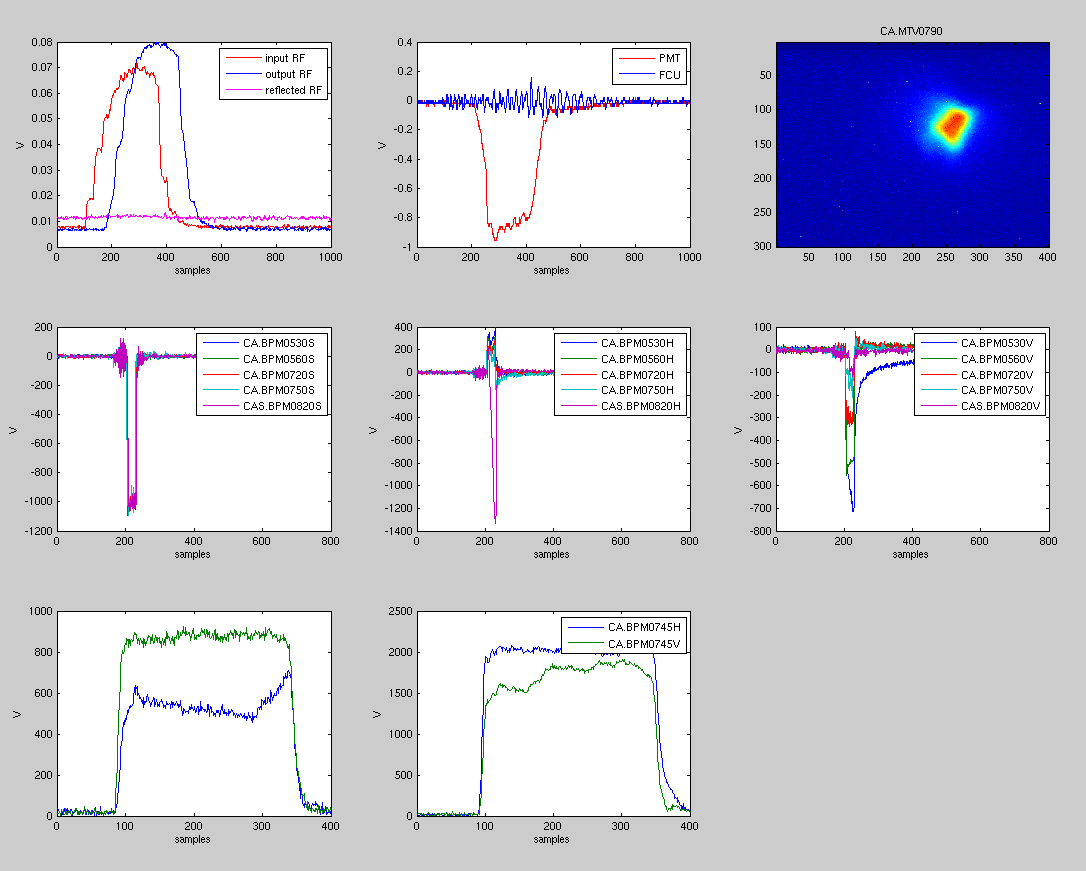 0.08
0.07
0.06
0.05
0.04
0.03
0.02
0.01
0
V
0 200 400 600 800 1000
samples
input RF
output RF
reflected RF
0.4
0.2
0
-0.2
-0.4
-0.6
-0.8
-1
V
0 200 400 600 800 1000
samples
PMT
FCU
CA.MTV0790
50
100
150
200
250
300
50 100 150 200 250 300 350 400
200
0
-200
-400
-600
-800
-1000
-1200
V
0 200 400 600 800
samples
CA.BPM0530S
CA.BPM0560S
CA.BPM0720S
CA.BPM0750S
CAS.BPM0820S
400
200
0
-200
-400
-600
-800
-1000
-1200
-1400
V
0 200 400 600 800
samples
CA.BPM0530H
CA.BPM0560H
CA.BPM0720H
CA.BPM0750H
CAS.BPM0820H
100
0
-100
-200
-300
-400
-500
-600
-700
-800
V
0 200 400 600 800
samples
CA.BPM0530V
CA.BPM0560V
CA.BPM0720V
CA.BPM0750V
CAS.BPM0820V
1000
800
600
400
200
0
V
0 100 200 300 400
samples
2500
2000
1500
1000
500
0
V
0 100 200 300 400
samples
CA.BPM0745H
CA.BPM0745V